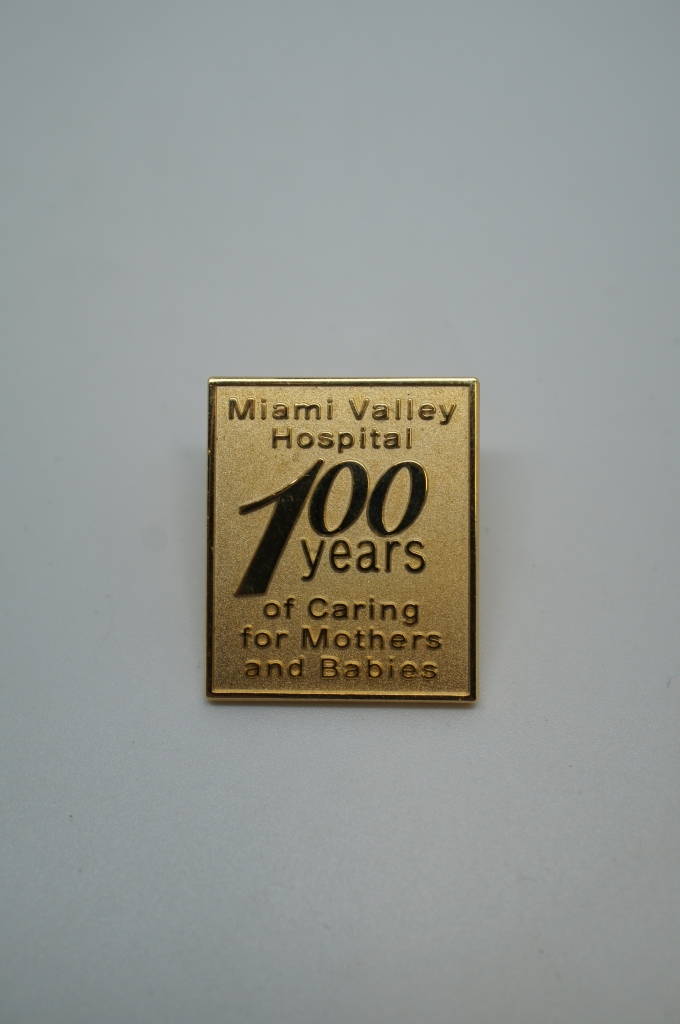 Miami Valley
Hospital
100
years
of Caring
for Mothers
and Babies